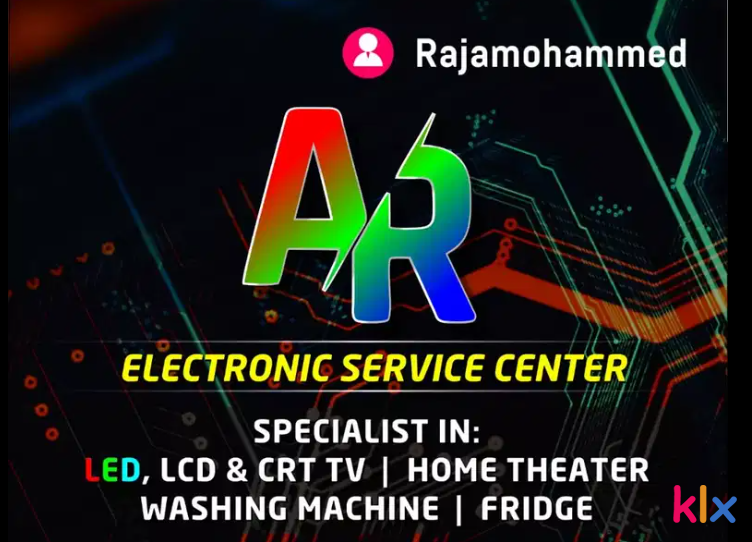 Rajamohammed
AR
ELECTRONIC SERVICE CENTER
SPECIALIST IN:
LED, LCD & CRT TV | HOME THEATER
WASHING MACHINE | FRIDGE
klx